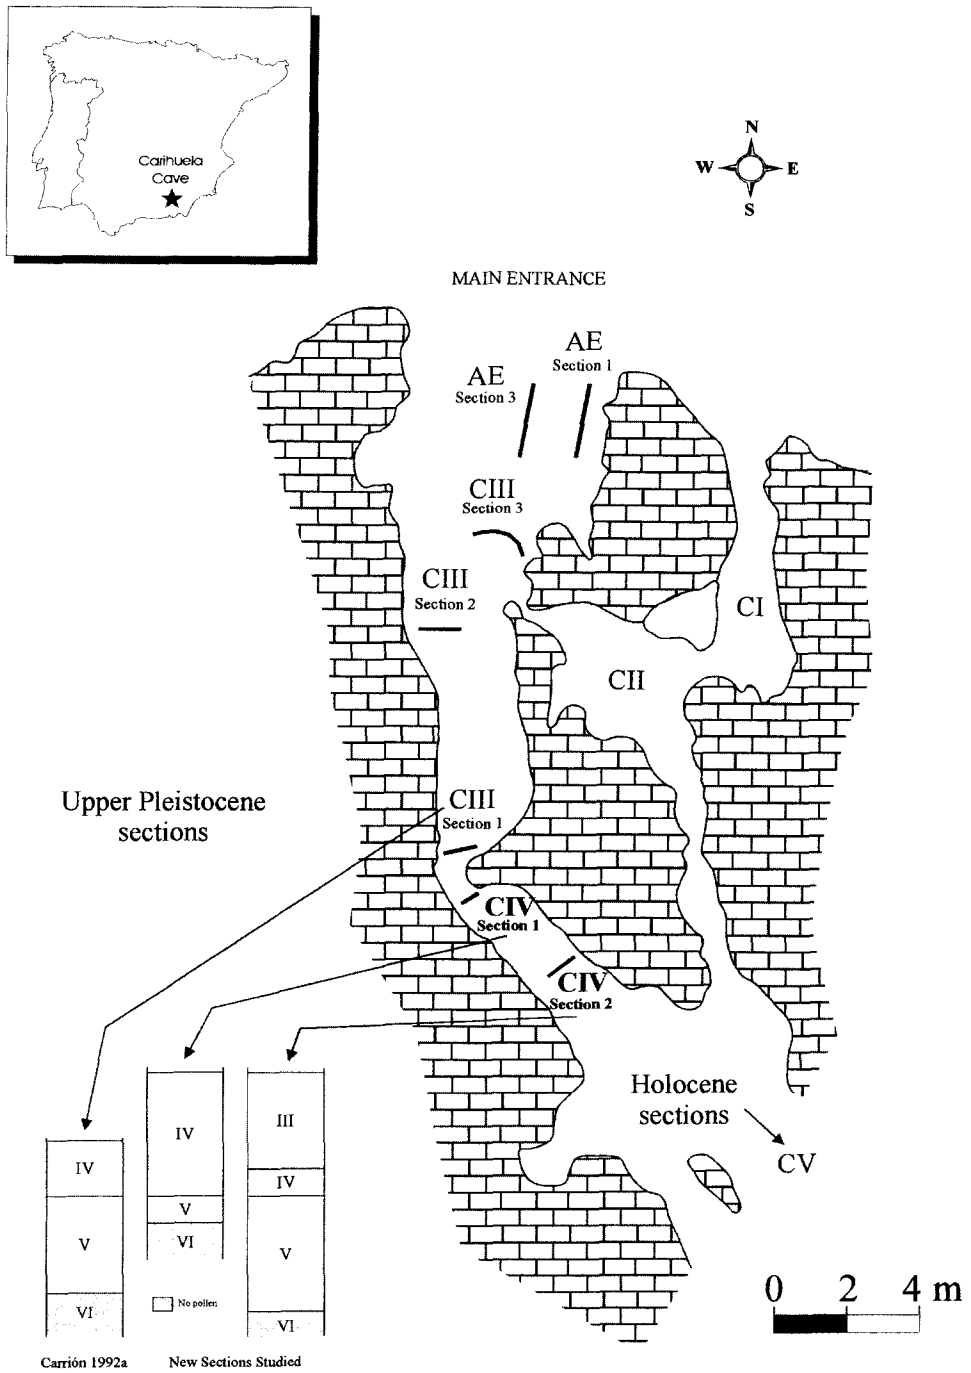 Carihuela
Cave
N
W E
S
MAIN ENTRANCE
AE
Section 1
AE
Section 3
CIII
Section 3
CIII
Section 2
CI
CII
Upper Pleistocene
sections
CIII
Section 1
CIV
Section 1
CIV
Section 2
Holocene
sections
CV
IV
V
VI
IV
V
VI
III
IV
V
VI
No pollen
Carrión 1992a
New Sections Studied
0 2 4 m